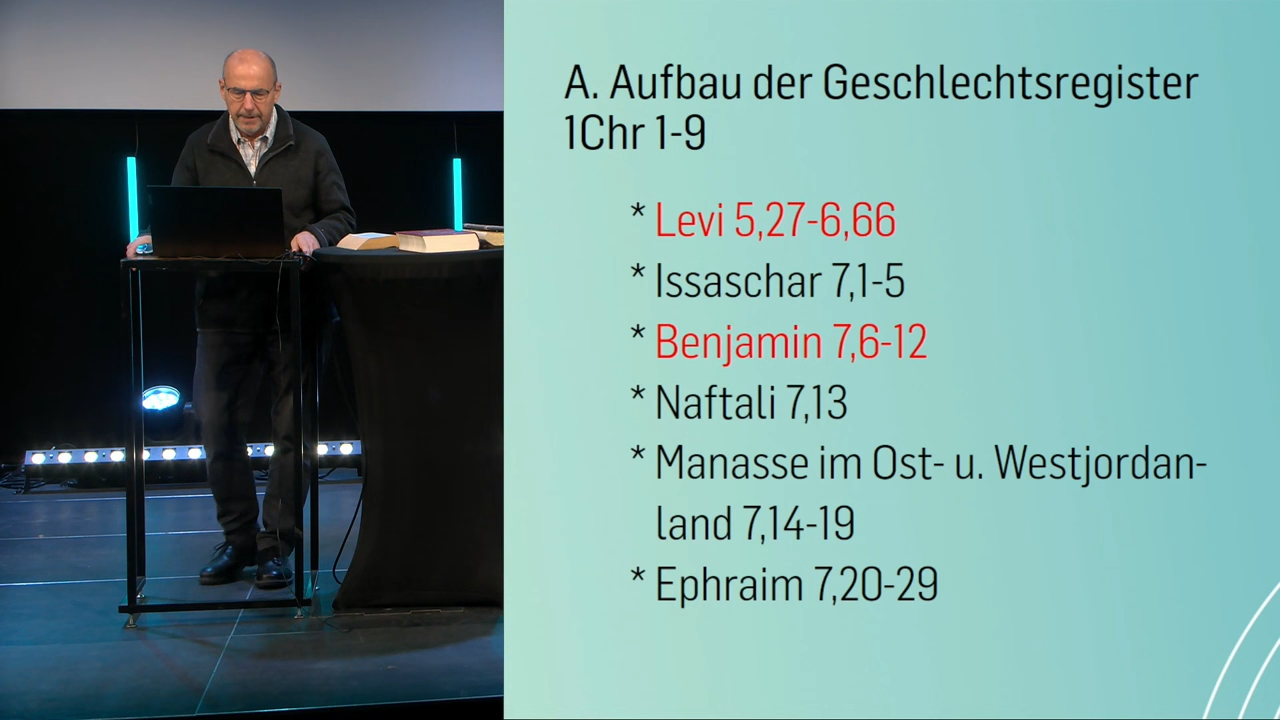 A. Aufbau der Geschlechtsregister
1Chr 1-9
* Levi 5,27-6,66
* Issaschar 7,1-5
* Benjamin 7,6-12
* Naftali 7,13
* Manasse im Ost- u. Westjordan-
land 7,14-19
* Ephraim 7,20-29